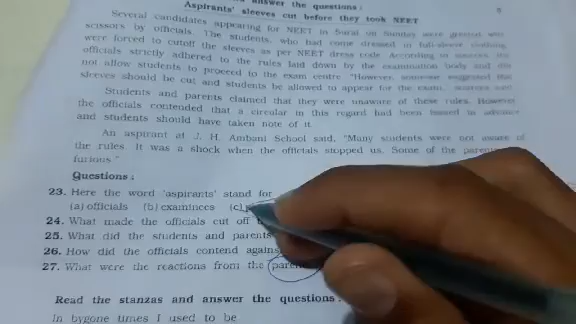 answer the questions :
Aspirants' sleeves cut before they took NEET
Several candidates appearing for NEET in Surat on Sunday were greeted with
scissors by officials. The students, who had come dressed in full-sleeve clothing,
were forced to cutoff the sleeves as per NEET dress code. According to sources, the
officials strictly adhered to the rules laid down by the examination body and did
not allow students to proceed to the exam centre. "However, someone suggested that
sleeves should be cut and students be allowed to appear for the exam,
Students and parents claimed that they were unaware of these rules. However
the officials contended that a circular in this regard had been issued in advance
and students should have taken note of it.
An aspirant at J. H. Ambani School said, "Many students were not aware of
the rules. It was a shock when the officials stopped us. Some of the parents
furious."
Questions :
23. Here the word 'aspirants' stand for
(a) officials (b) examinees (c)
24. What made the officials cut off
25. What did the students and parents
26. How did the officials contend
27. What were the reactions from the
Read the stanzas and answer the questions :
In bygone times I used to be